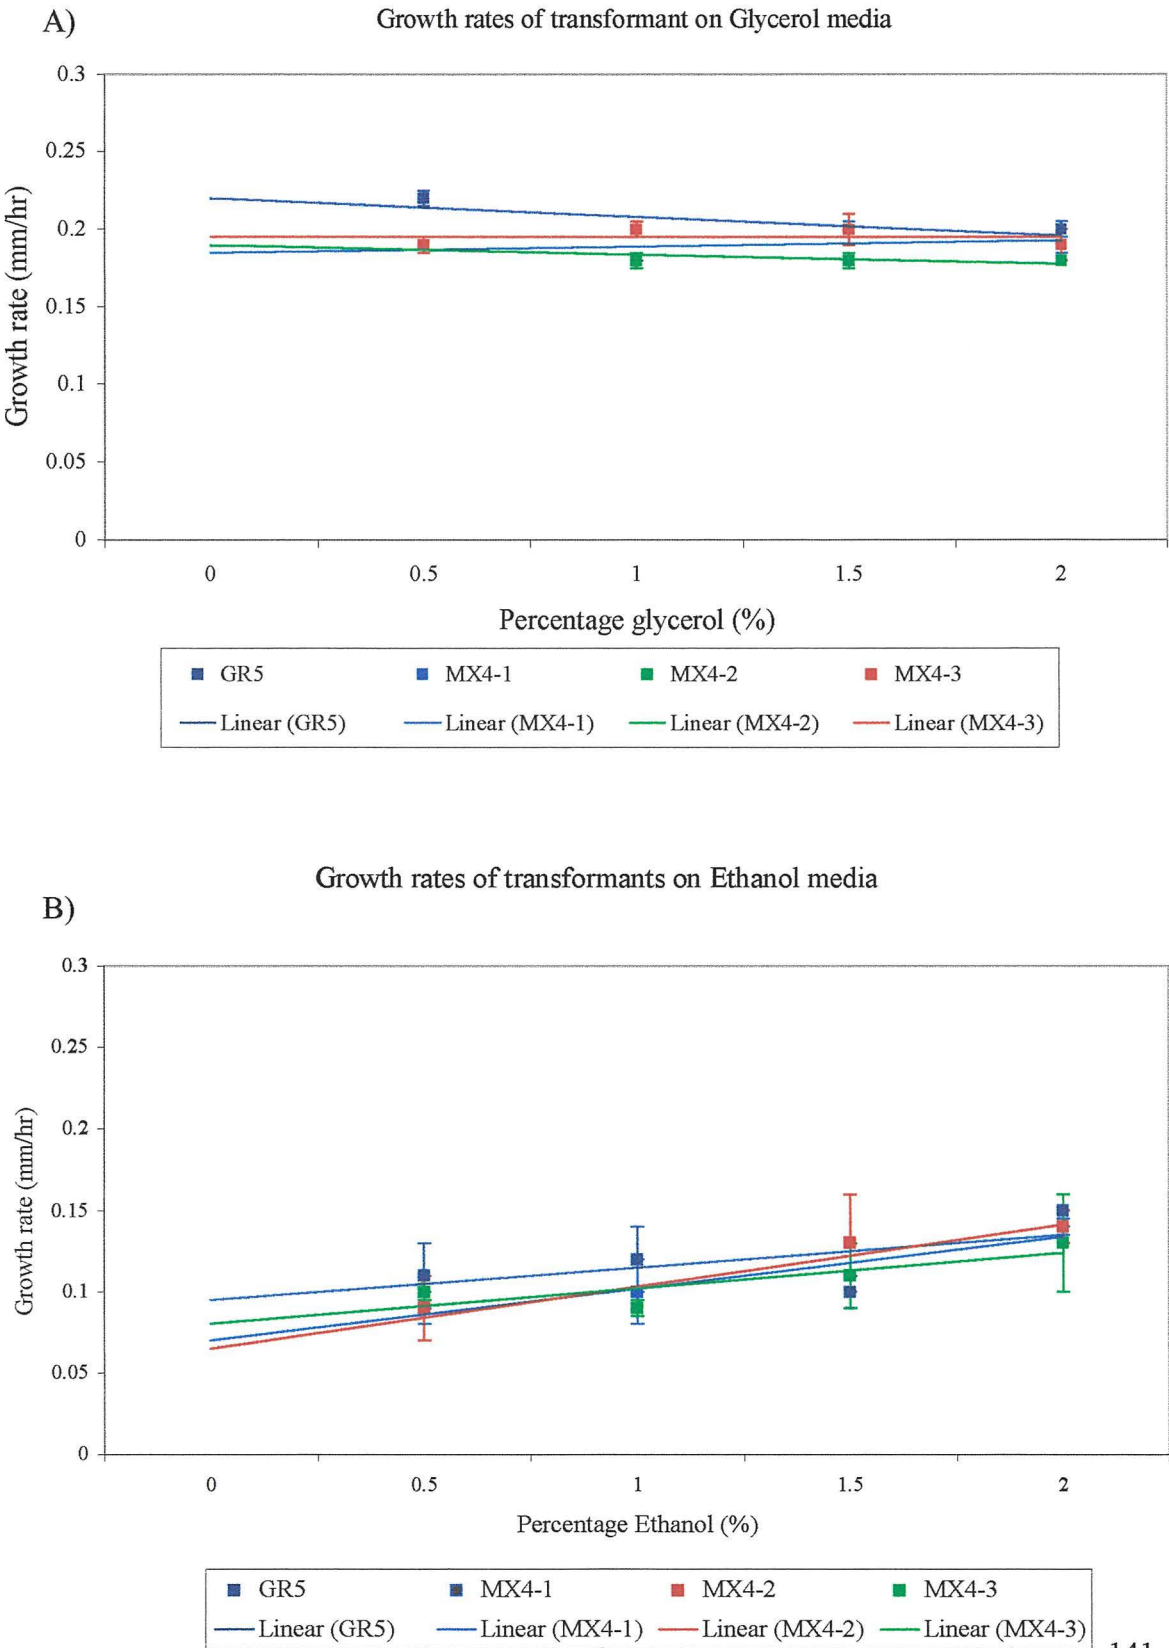 A)
Growth rates of transformant on Glycerol media
0.3
0.25
0.2
0.15
0.1
0.05
0
Growth rate (mm/hr)
0 0.5 1 1.5 2
Percentage glycerol (%)
GR5 MX4-1 MX4-2 MX4-3
Linear (GR5) Linear (MX4-1) Linear (MX4-2) Linear (MX4-3)
Growth rates of transformants on Ethanol media
B)
0.3
0.25
0.2
0.15
0.1
0.05
0
Growth rate (mm/hr)
0 0.5 1 1.5 2
Percentage Ethanol (%)
GR5 MX4-1 MX4-2 MX4-3
Linear (GR5) Linear (MX4-1) Linear (MX4-2) Linear (MX4-3)